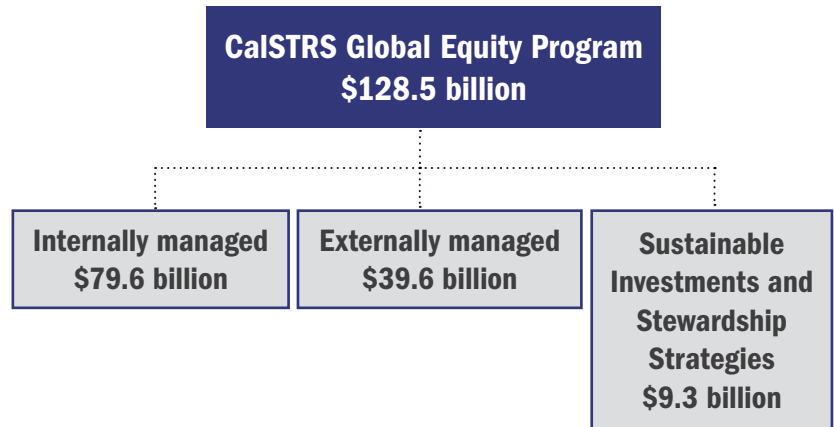 CalSTRS Global Equity Program
$128.5 billion
Internally managed
$79.6 billion
Externally managed
$39.6 billion
Sustainable
Investments and
Stewardship
Strategies
$9.3 billion